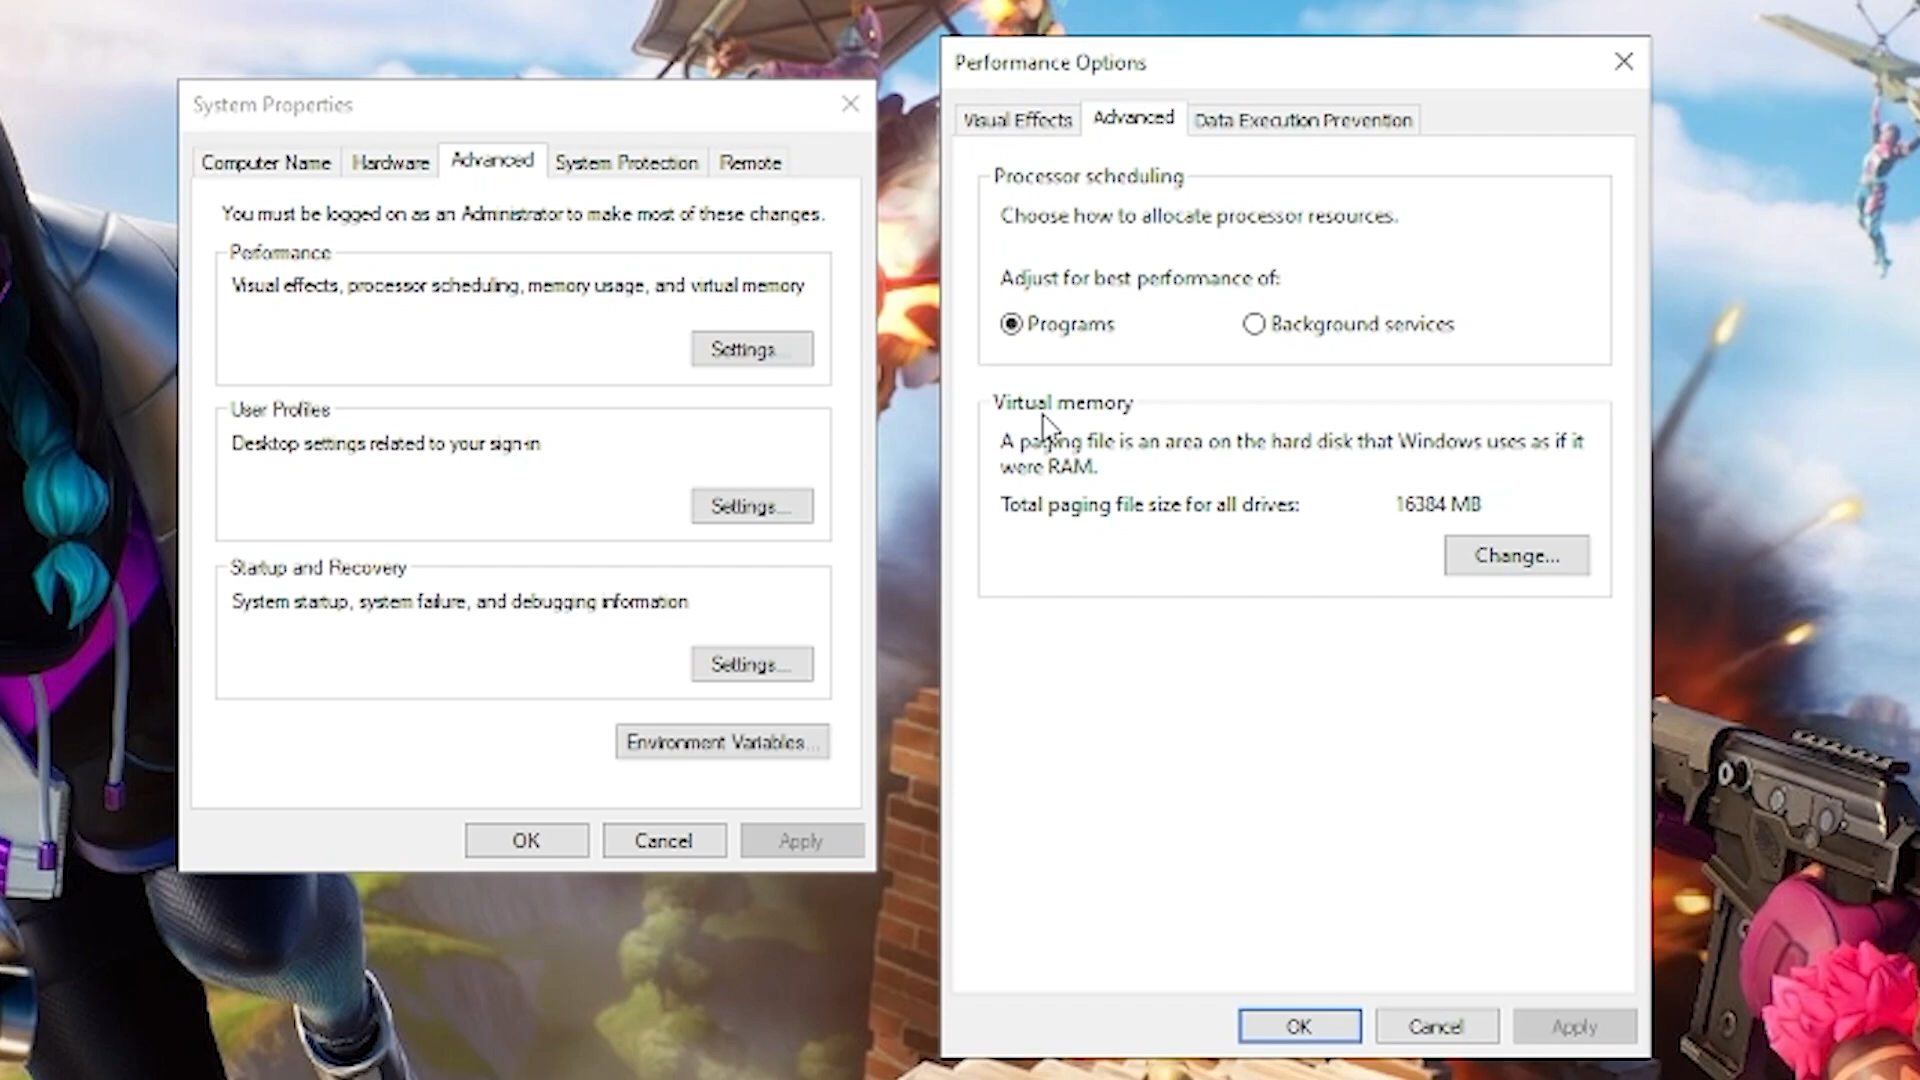 System Properties
Computer Name
Hardware
Advanced
System Protection
Remote
You must be logged on as an Administrator to make most of these changes.
Performance
Visual effects, processor scheduling, memory usage, and virtual memory
Settings...
User Profiles
Desktop settings related to your sign-in
Settings...
Startup and Recovery
System startup, system failure, and debugging information
Settings...
Environment Variables...
OK
Cancel
Apply
Performance Options
Visual Effects
Advanced
Data Execution Prevention
Processor scheduling
Choose how to allocate processor resources.
Adjust for best performance of:
Programs
Background services
Virtual memory
A paging file is an area on the hard disk that Windows uses as if it
were RAM.
Total paging file size for all drives:
16384 MB
Change...
OK
Cancel
Apply